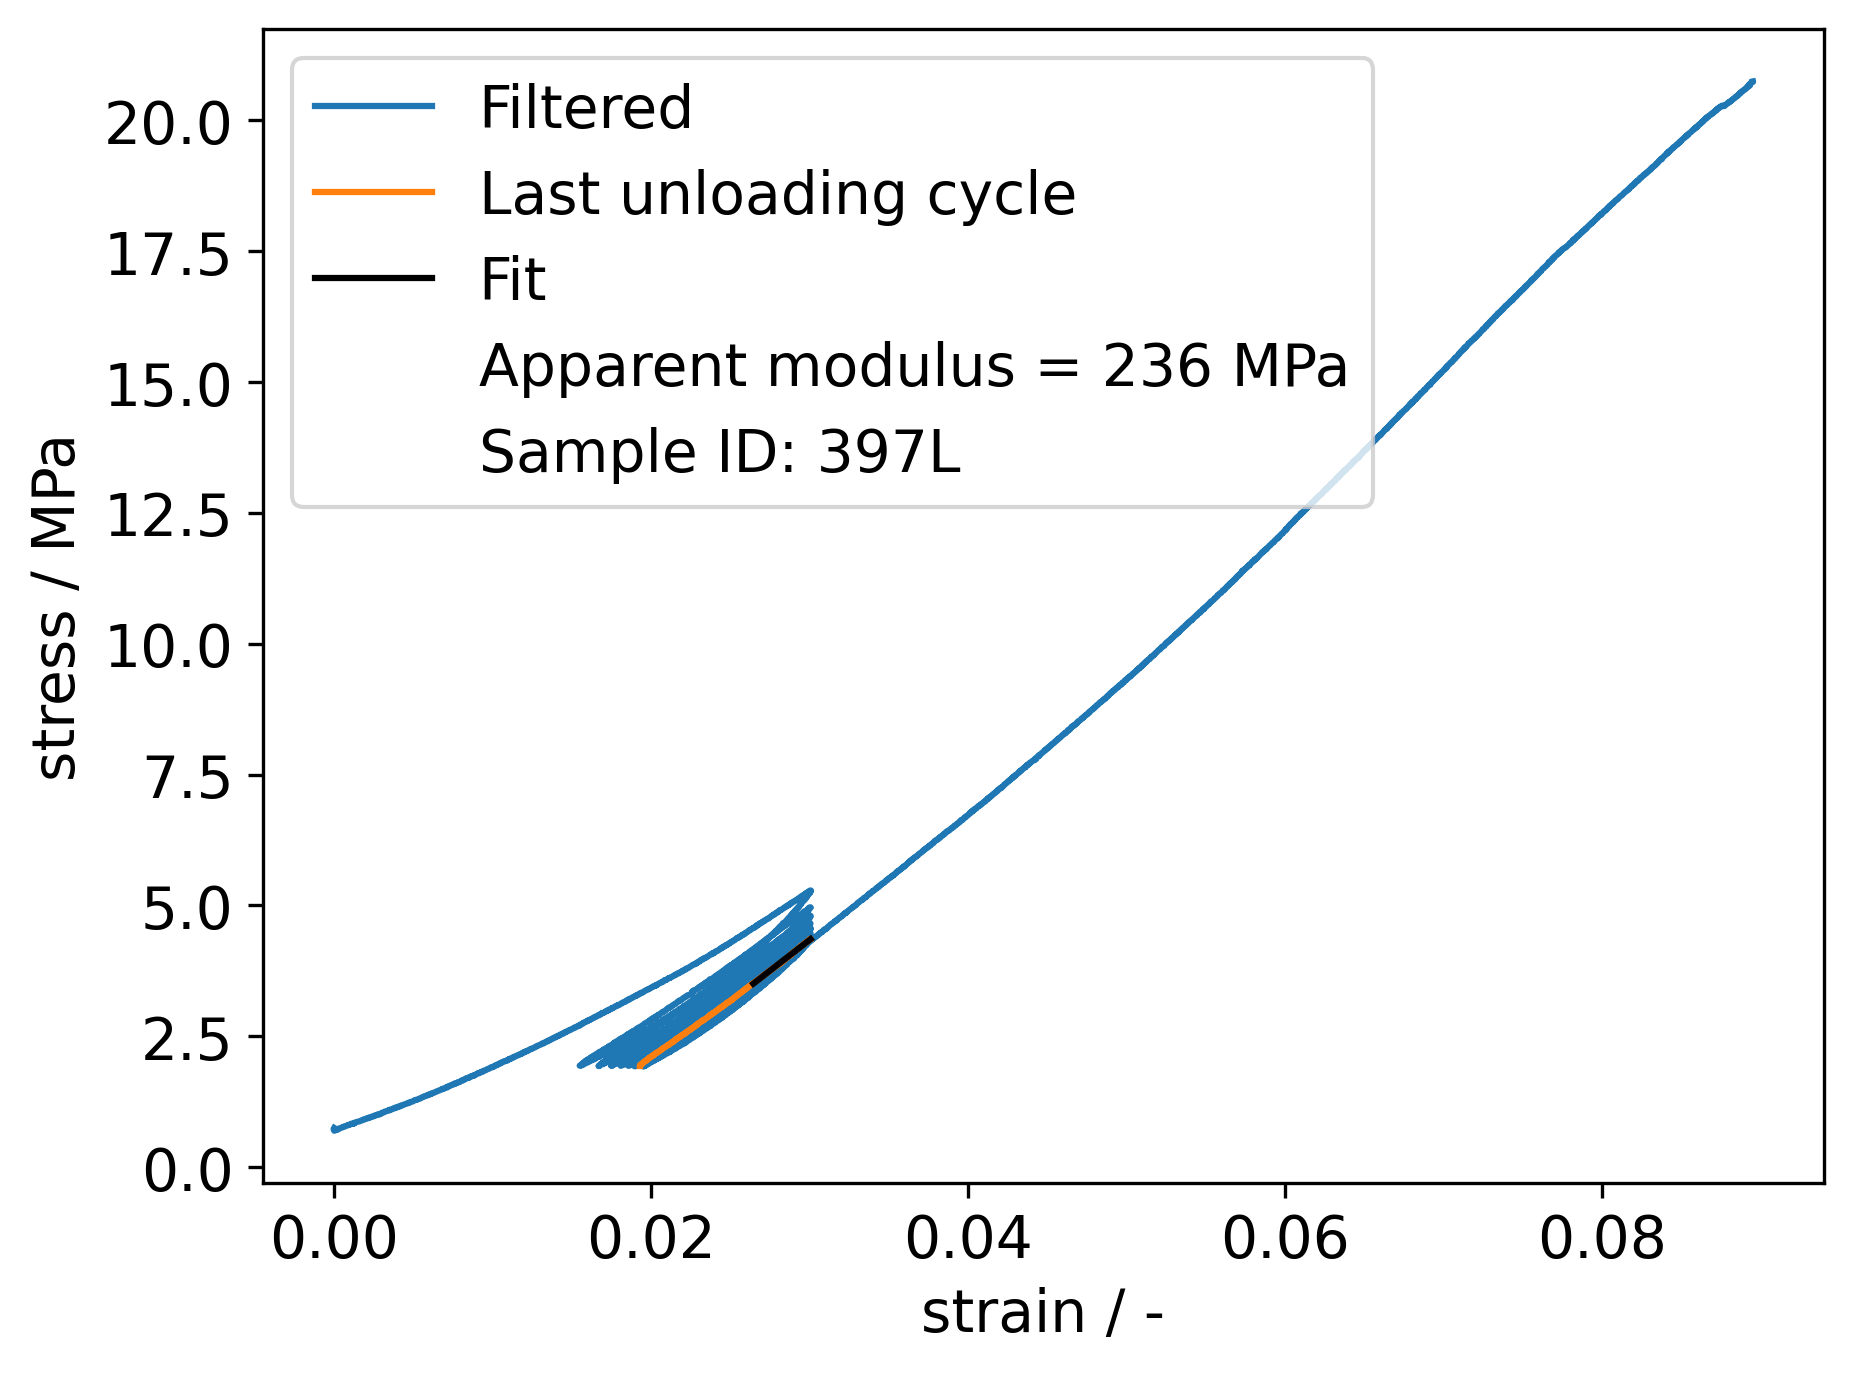 Filtered
Last unloading cycle
Fit
Apparent modulus = 236 MPa
Sample ID: 397L
20.0
17.5
15.0
12.5
10.0
7.5
5.0
2.5
0.0
stress / MPa
0.00 0.02 0.04 0.06 0.08
strain / -